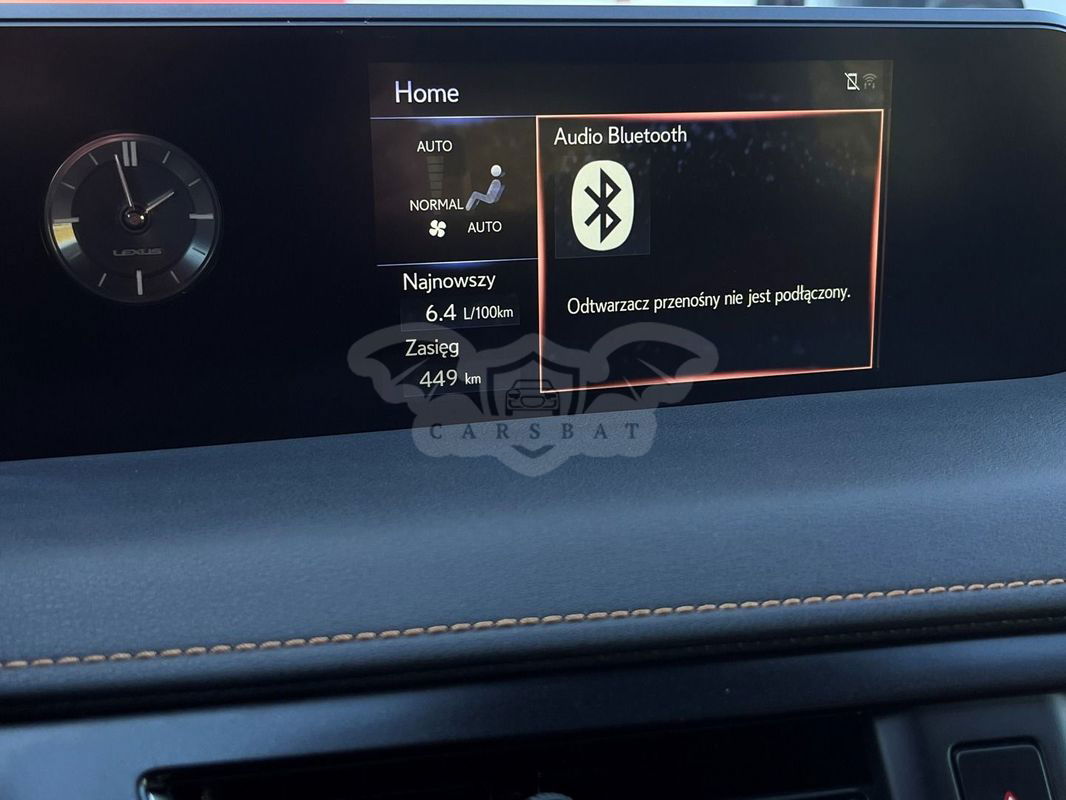 Home
AUTO
NORMAL
AUTO
Najnowszy
6.4 L/100km
Zasięg
449 km
Audio Bluetooth
Odtwarzacz przenośny nie jest podłączony.
LEXUS
CARSBAT